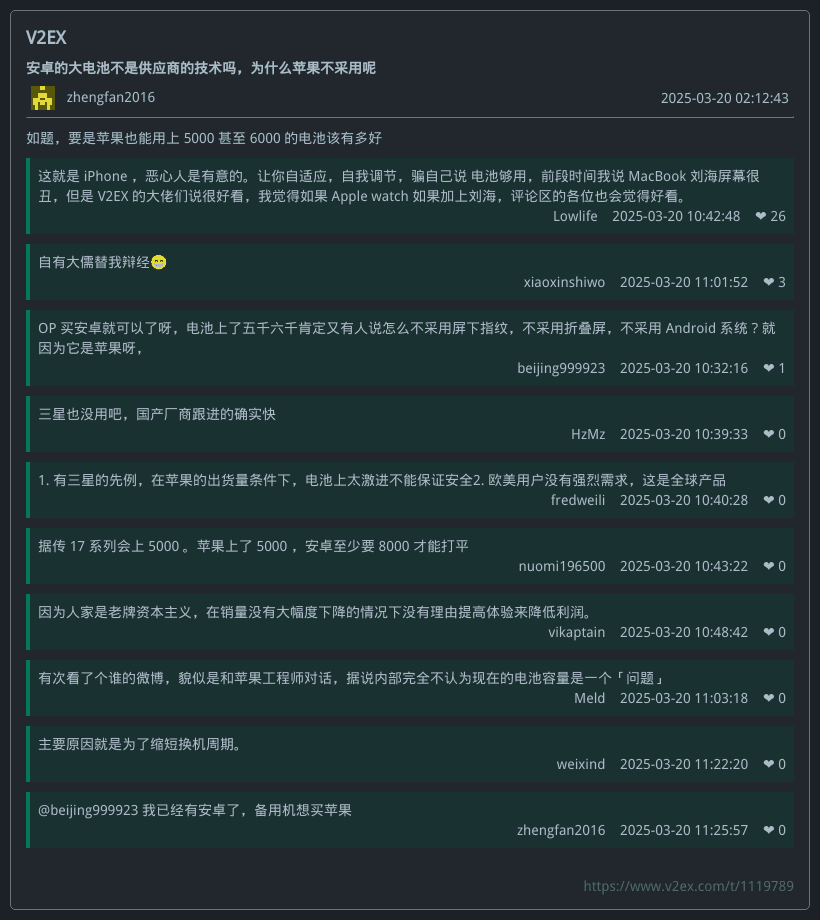 V2EX
安卓的大电池不是供应商的技术吗，为什么苹果不采用呢
zhengfan2016
2025-03-20 02:12:43
如题，要是苹果也能用上 5000 甚至 6000 的电池该有多好
这就是 iPhone ，恶心人是有意的。让你自适应，自我调节，骗自己说 电池够用，前段时间我说 MacBook 刘海屏幕很
丑，但是 V2EX 的大佬们说很好看，我觉得如果 Apple watch 如果加上刘海，评论区的各位也会觉得好看。
Lowlife 2025-03-20 10:42:48 ❤ 26
自有大儒替我辩经😁
xiaoxinshiwo 2025-03-20 11:01:52 ❤ 3
OP 买安卓就可以了呀，电池上了五千六千肯定又有人说怎么不采用屏下指纹，不采用折叠屏，不采用 Android 系统？就
因为它是苹果呀，
beijing999923 2025-03-20 10:32:16 ❤ 1
三星也没用吧，国产厂商跟进的确实快
HzMz 2025-03-20 10:39:33 ❤ 0
1. 有三星的先例，在苹果的出货量条件下，电池上太激进不能保证安全2. 欧美用户没有强烈需求，这是全球产品
fredweili 2025-03-20 10:40:28 ❤ 0
据传 17 系列会上 5000 。苹果上了 5000 ，安卓至少要 8000 才能打平
nuomi196500 2025-03-20 10:43:22 ❤ 0
因为人家是老牌资本主义，在销量没有大幅度下降的情况下没有理由提高体验来降低利润。
vikaptain 2025-03-20 10:48:42 ❤ 0
有次看了个谁的微博，貌似是和苹果工程师对话，据说内部完全不认为现在的电池容量是一个「问题」
Meld 2025-03-20 11:03:18 ❤ 0
主要原因就是为了缩短换机周期。
weixind 2025-03-20 11:22:20 ❤ 0
@beijing999923 我已经有安卓了，备用机想买苹果
zhengfan2016 2025-03-20 11:25:57 ❤ 0
https://www.v2ex.com/t/1119789